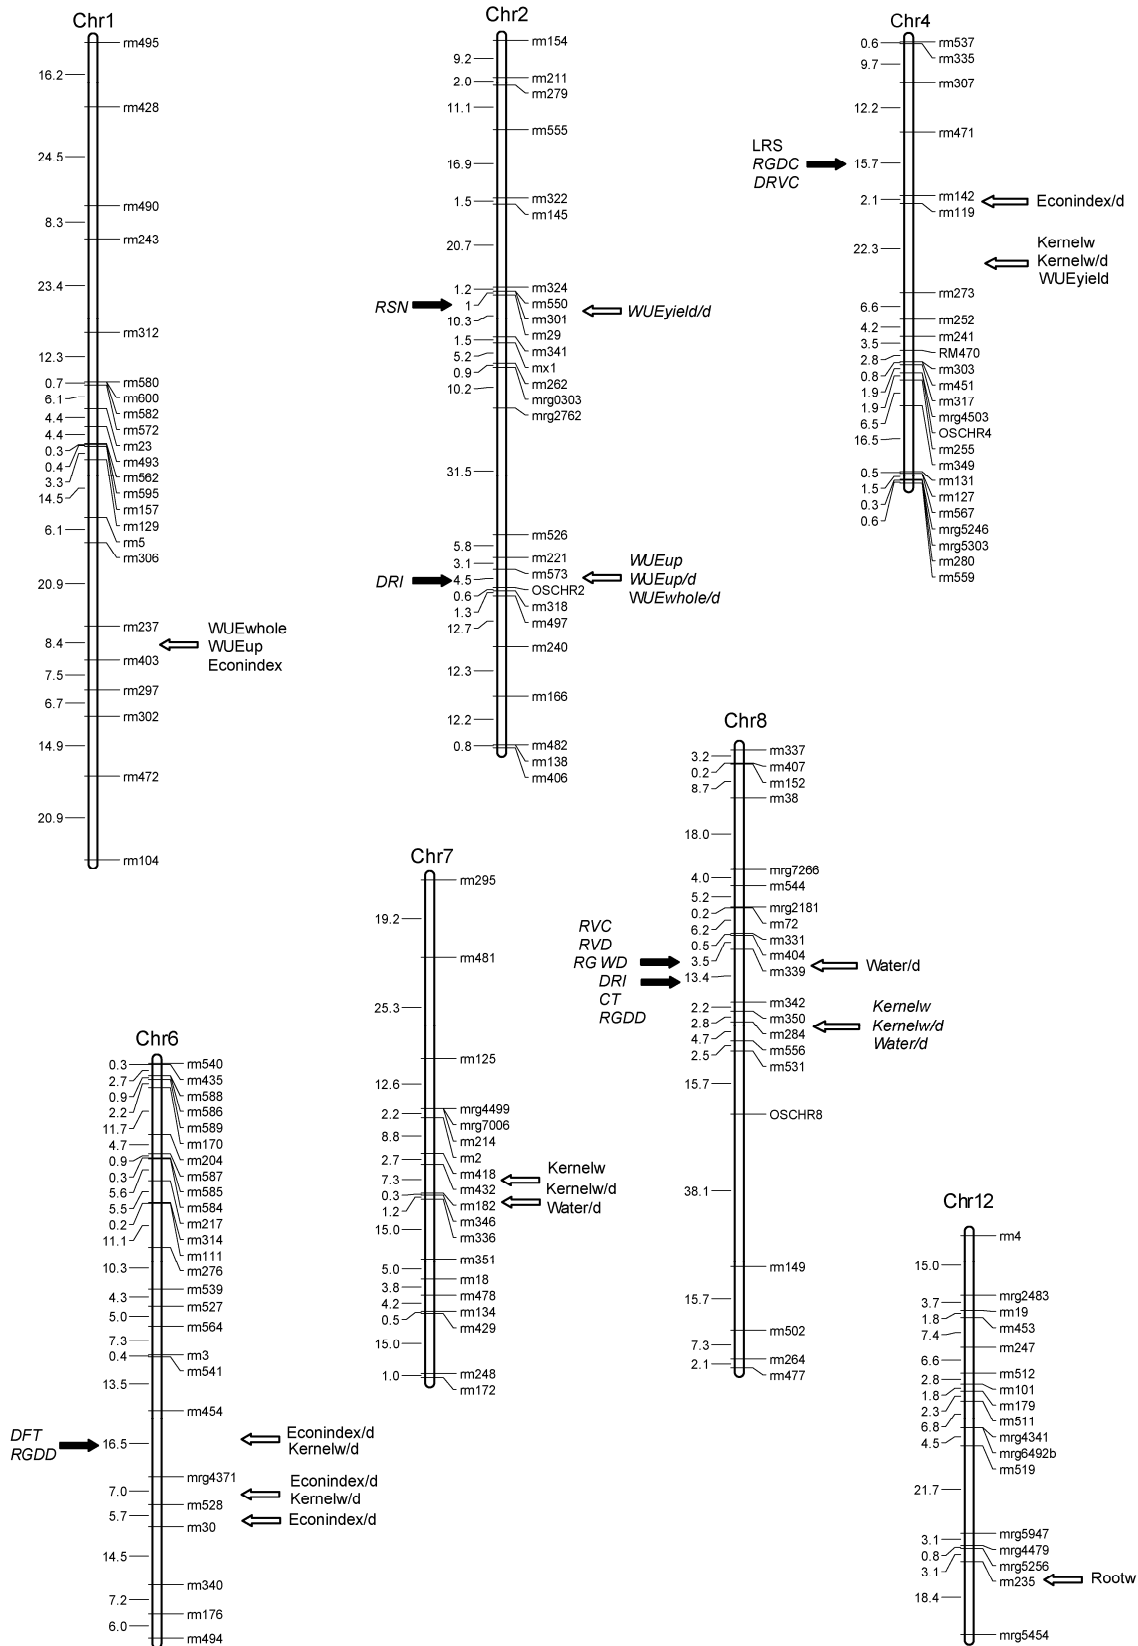 Chr1
rm495
16.2
rm428
24.5
rm490
8.3
rm243
23.4
rm312
12.3
0.7
rm580
6.1
rm600
rm582
4.4
rm572
4.4
rm23
0.3
rm493
0.4
rm562
3.3
rm595
14.5
rm157
rm129
6.1
rm5
rm306
20.9
rm237
8.4
rm403
7.5
rm297
6.7
rm302
14.9
rm472
20.9
rm104
WUEwhole
WUEup
Econindex
Chr2
rm154
9.2
rm211
2.0
rm279
11.1
rm555
16.9
rm322
1.5
rm145
20.7
rm324
1.2
rm550
1
rm301
10.3
rm29
1.5
rm341
5.2
mx1
0.9
rm262
10.2
mrg0303
mrg2762
31.5
rm526
5.8
rm221
3.1
rm573
4.5
OSCHR2
0.6
rm318
1.3
rm497
12.7
rm240
12.3
rm166
12.2
rm482
0.8
rm138
rm406
RSN
WUEyield/d
DRI
WUEup
WUEup/d
WUEwhole/d
Chr4
0.6
rm537
rm335
9.7
rm307
12.2
rm471
15.7
rm142
2.1
rm119
22.3
rm273
6.6
rm252
4.2
rm241
3.5
RM470
2.8
rm303
0.8
rm451
1.9
rm317
1.9
mrg4503
6.5
OSCHR4
16.5
rm255
rm349
0.5
rm131
1.5
rm127
0.3
rm567
0.6
mrg5246
mrg5303
rm280
rm559
LRS
RGDC
DRVC
Econindex/d
Kernelw
Kernelw/d
WUEyield
Chr8
rm337
3.2
rm407
0.2
rm152
8.7
rm38
18.0
mrg7266
4.0
rm544
5.2
mrg2181
0.2
rm72
6.2
rm331
0.5
rm404
3.5
rm339
13.4
rm342
2.2
rm350
2.8
rm284
4.7
rm556
2.5
rm531
15.7
OSCHR8
38.1
rm149
15.7
rm502
7.3
rm264
2.1
rm477
RVC
RVD
RGWD
DRI
CT
RGDD
Water/d
Kernelw
Kernelw/d
Water/d
Chr7
rm295
19.2
rm481
25.3
rm125
12.6
mrg4499
2.2
mrg7006
8.8
rm214
rm2
2.7
rm418
7.3
rm432
0.3
rm182
1.2
rm346
15.0
rm336
rm351
5.0
rm18
3.8
rm478
4.2
rm134
0.5
rm429
15.0
rm248
1.0
rm172
Kernelw
Kernelw/d
Water/d
Chr6
0.3
rm540
2.7
rm435
0.9
rm588
2.2
rm586
11.7
rm589
4.7
rm170
0.9
rm204
0.3
rm587
5.6
rm585
5.5
rm584
0.2
rm217
11.1
rm314
rm111
10.3
rm276
rm539
4.3
rm527
5.0
rm564
7.3
rm3
0.4
rm541
13.5
rm454
16.5
mrg4371
7.0
rm528
5.7
rm30
14.5
rm340
7.2
rm176
6.0
rm494
DFT
RGDD
Econindex/d
Kernelw/d
Econindex/d
Kernelw/d
Econindex/d
Chr12
rm4
15.0
mrg2483
3.7
rm19
1.8
rm453
7.4
rm247
6.6
rm512
2.8
rm101
1.8
rm179
2.3
rm511
6.8
mrg4341
4.5
mrg6492b
rm519
21.7
mrg5947
3.1
mrg4479
0.8
mrg5256
3.1
rm235
18.4
mrg5454
Rootw